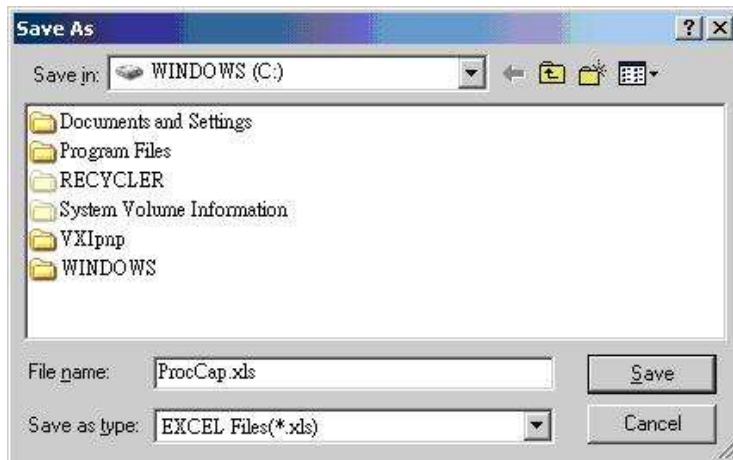 Save As
Save in: WINDOWS (C:)
Documents and Settings
Program Files
RECYCLER
System Volume Information
VXIpnp
WINDOWS
File name: ProcCap.xls Save
Save as type: EXCEL Files(*.xls) Cancel